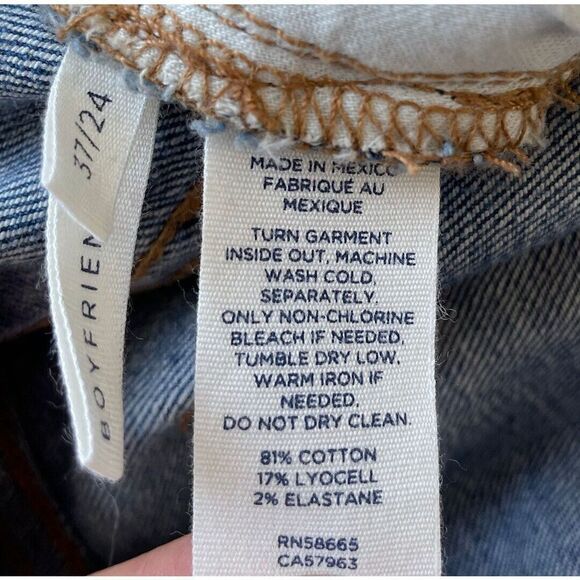 37/24
BOYFRIEN
MADE IN MEXICO
FABRIQUÉ AU
MEXIQUE
TURN GARMENT
INSIDE OUT, MACHINE
WASH COLD,
SEPARATELY.
ONLY NON-CHLORINE
BLEACH IF NEEDED.
TUMBLE DRY LOW.
WARM IRON IF
NEEDED.
DO NOT DRY CLEAN.
81% COTTON
17% LYOCELL
2% ELASTANE
RN58665
CA57963